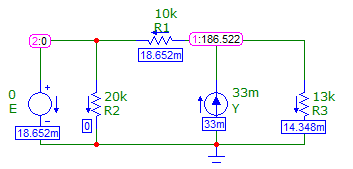 10k
R1
18.652m
2:0
1:186.522
0
E
+
-
18.652m
20k
R2
0
33m
Y
33m
13k
R3
14.348m